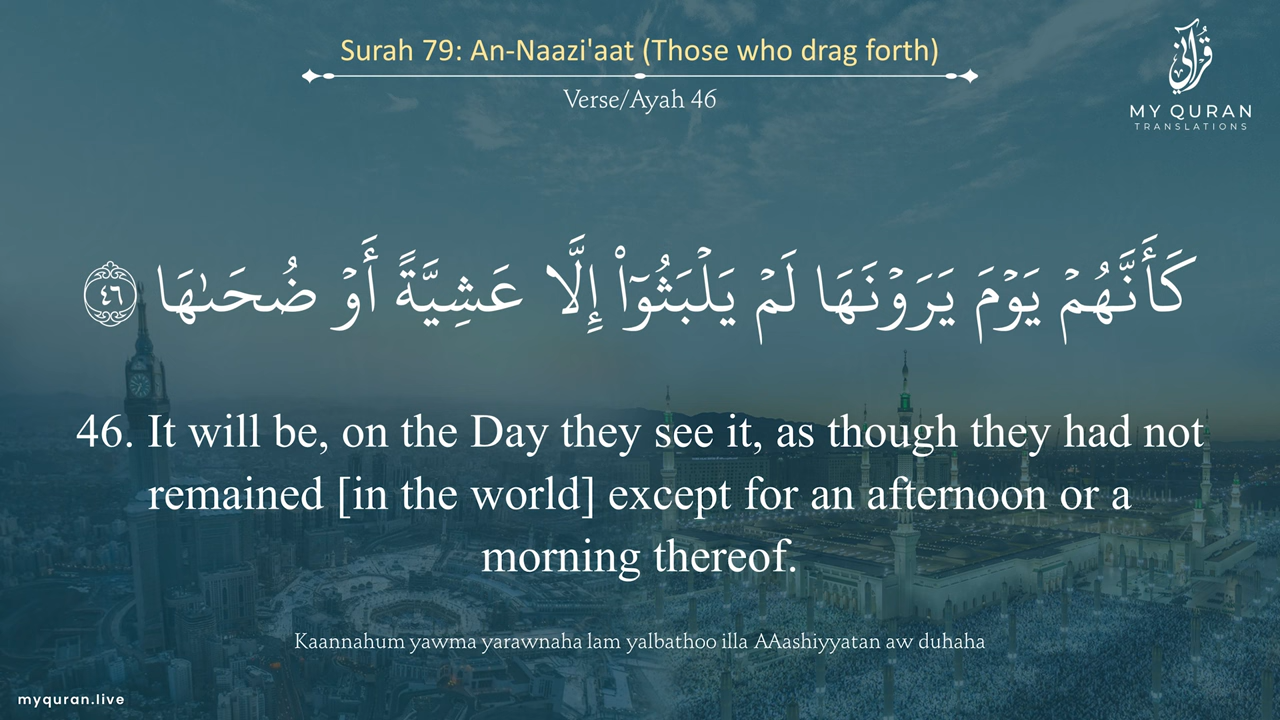 Surah 79: An-Naazi'aat (Those who drag forth)
Verse/Ayah 46
قرآني
MY QURAN
TRANSLATIONS
كَأَنَّهُمۡ يَوۡمَ يَرَوۡنَهَا لَمۡ يَلۡبَثُوٓاْ إِلَّا عَشِيَّةً أَوۡ ضُحَىٰهَا ٤٦
46. It will be, on the Day they see it, as though they had not
remained [in the world] except for an afternoon or a
morning thereof.
Kaannahum yawma yarawnaha lam yalbathoo illa AAashiyyatan aw duhaha
myquran.live